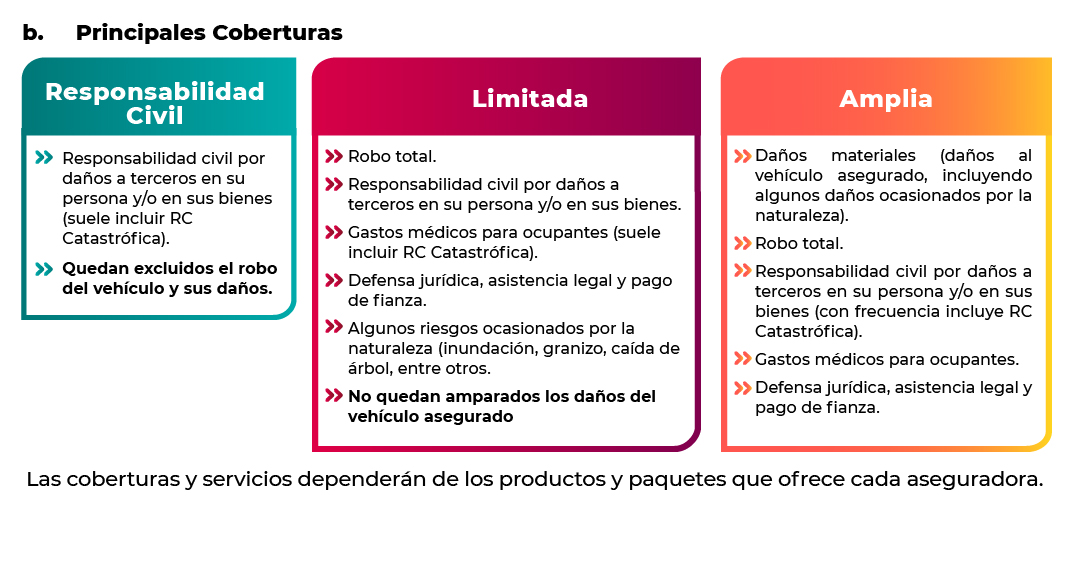 b. Principales Coberturas
Responsabilidad
Civil
Responsabilidad civil por
daños a terceros en su
persona y/o en sus bienes
(suele incluir RC
Catastrófica).
Quedan excluidos el robo
del vehículo y sus daños.
Limitada
Robo total.
Responsabilidad civil por daños a
terceros en su persona y/o en sus bienes.
Gastos médicos para ocupantes (suele
incluir RC Catastrófica).
Defensa jurídica, asistencia legal y pago
de fianza.
Algunos riesgos ocasionados por la
naturaleza (inundación, granizo, caída de
árbol, entre otros.
No quedan amparados los daños del
vehículo asegurado
Amplia
Daños materiales (daños al
vehículo asegurado, incluyendo
algunos daños ocasionados por la
naturaleza).
Robo total.
Responsabilidad civil por daños a
terceros en su persona y/o en sus
bienes (con frecuencia incluye RC
Catastrófica).
Gastos médicos para ocupantes.
Defensa jurídica, asistencia legal y
pago de fianza.
Las coberturas y servicios dependerán de los productos y paquetes que ofrece cada aseguradora.